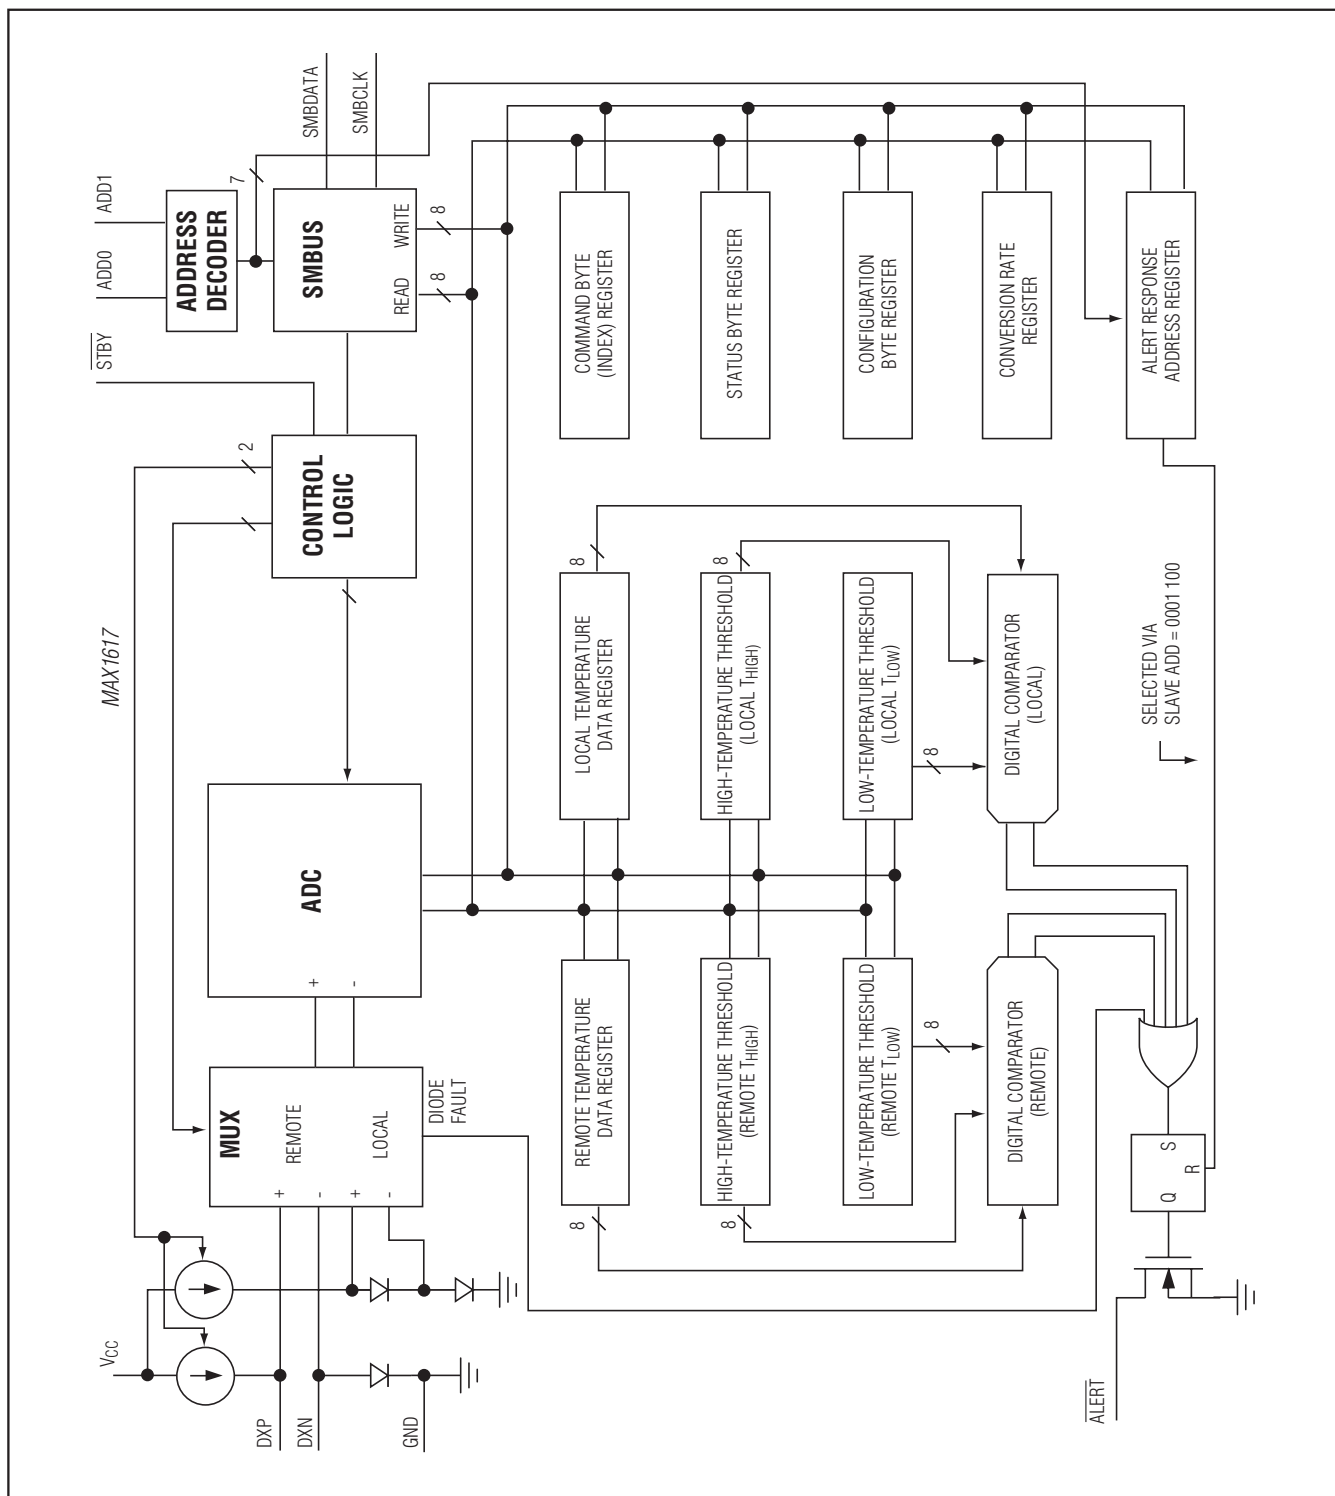 MAX1617
VCC
DXP
DXN
GND
MUX
REMOTE
LOCAL
+
-
+
-
DIODE
FAULT
ADC
+
-
STBY
CONTROL
LOGIC
2
ADD0
ADD1
ADDRESS
DECODER
7
SMBUS
READ
WRITE
8
8
SMBDATA
SMBCLK
REMOTE TEMPERATURE
DATA REGISTER
8
LOCAL TEMPERATURE
DATA REGISTER
8
COMMAND BYTE
(INDEX) REGISTER
HIGH-TEMPERATURE THRESHOLD
(REMOTE THIGH)
8
HIGH-TEMPERATURE THRESHOLD
(LOCAL THIGH)
8
STATUS BYTE REGISTER
LOW-TEMPERATURE THRESHOLD
(REMOTE TLOW)
8
LOW-TEMPERATURE THRESHOLD
(LOCAL TLOW)
8
CONFIGURATION
BYTE REGISTER
DIGITAL COMPARATOR
(REMOTE)
DIGITAL COMPARATOR
(LOCAL)
CONVERSION RATE
REGISTER
ALERT RESPONSE
ADDRESS REGISTER
SELECTED VIA
SLAVE ADD = 0001 100
Q
S
R
ALERT